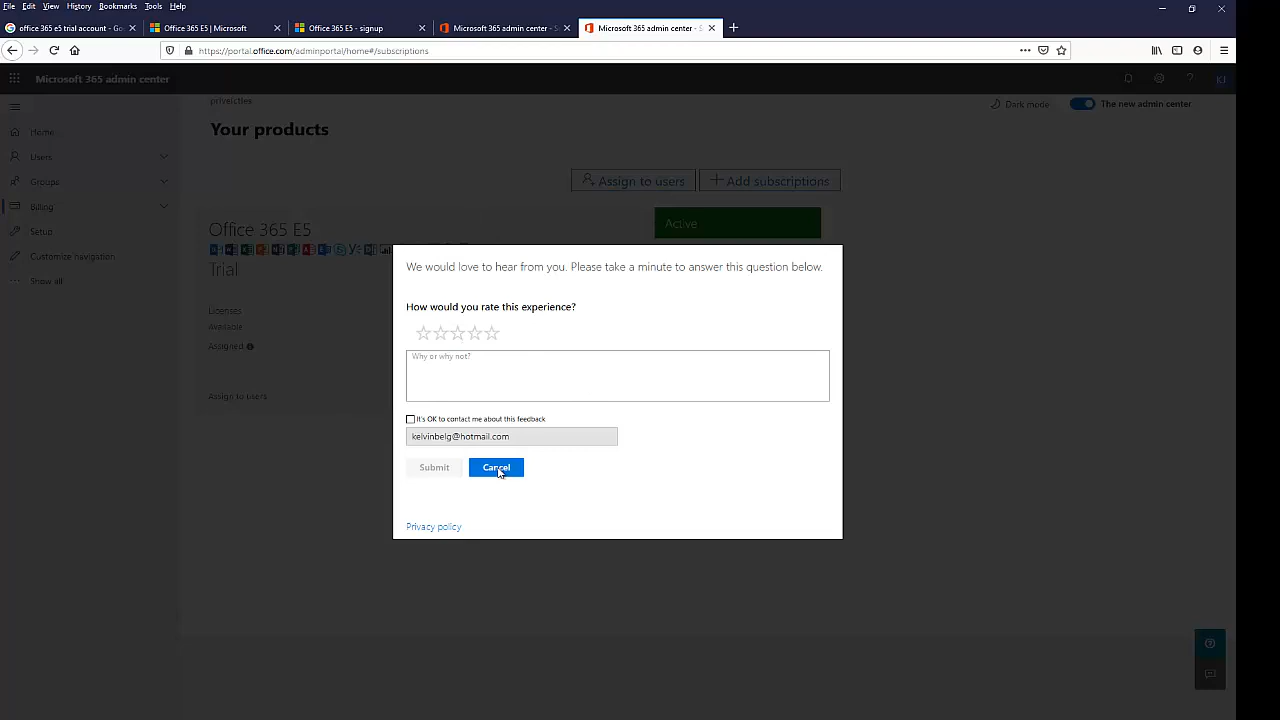 File Edit View History Bookmarks Tools Help
office 365 e5 trial account - Go
Office 365 E5 | Microsoft
Office 365 E5 - signup
Microsoft 365 admin center - S
Microsoft 365 admin center - S
https://portal.office.com/adminportal/home#/subscriptions
Microsoft 365 admin center
KJ
Dark mode
The new admin center
Your products
Home
Users
Groups
Billing
Setup
Customize navigation
Show all
Assign to users
Add subscriptions
Office 365 E5
Trial
Active
Licenses
Available
Assigned
Assign to users
We would love to hear from you. Please take a minute to answer this question below.
How would you rate this experience?
Why or why not?
It's OK to contact me about this feedback
kelvinbelg@hotmail.com
Submit
Cancel
Privacy policy